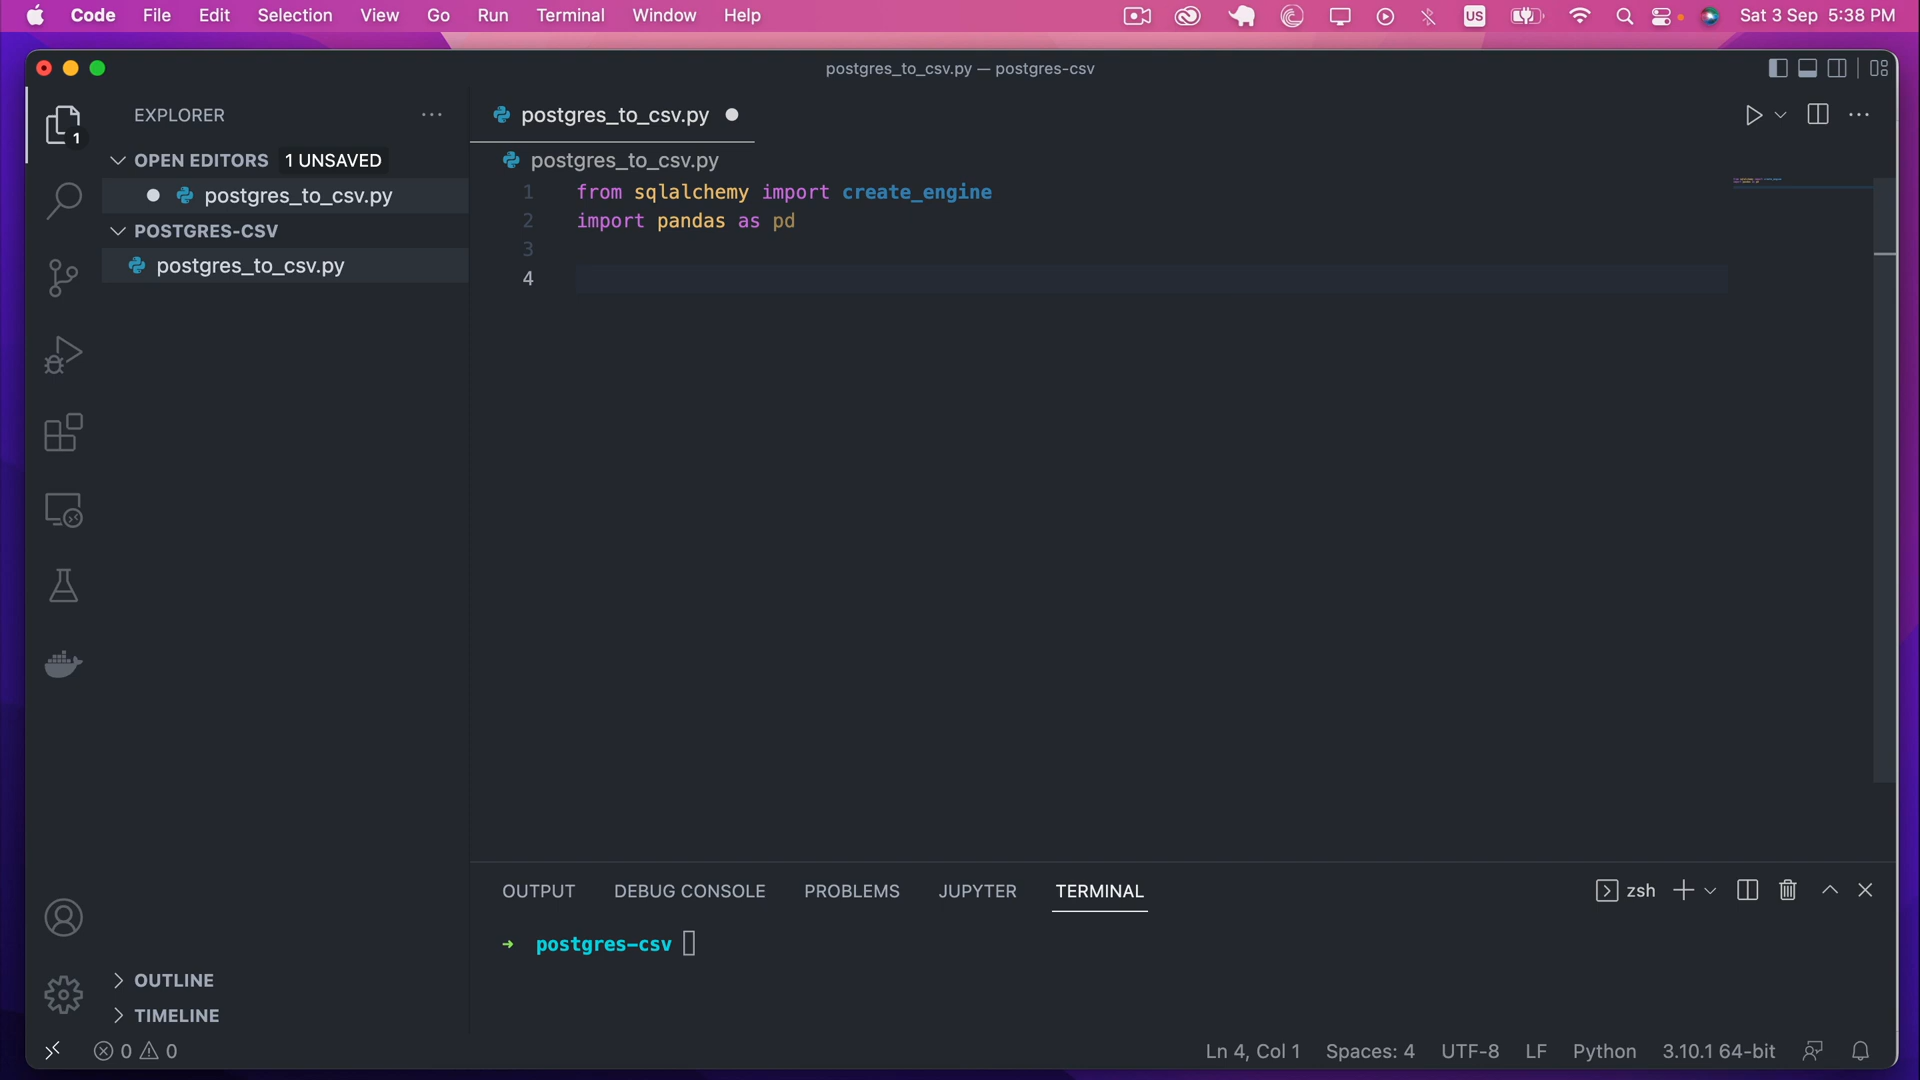 Code File Edit Selection View Go Run Terminal Window Help US Sat 3 Sep 5:38 PM
postgres_to_csv.py — postgres-csv
EXPLORER
postgres_to_csv.py
1
OPEN EDITORS 1 UNSAVED
postgres_to_csv.py
POSTGRES-CSV
postgres_to_csv.py
postgres_to_csv.py
1 from sqlalchemy import create_engine
2 import pandas as pd
3
4
OUTPUT DEBUG CONSOLE PROBLEMS JUPYTER TERMINAL zsh
→ postgres-csv
OUTLINE
TIMELINE
0 0 Ln 4, Col 1 Spaces: 4 UTF-8 LF Python 3.10.1 64-bit